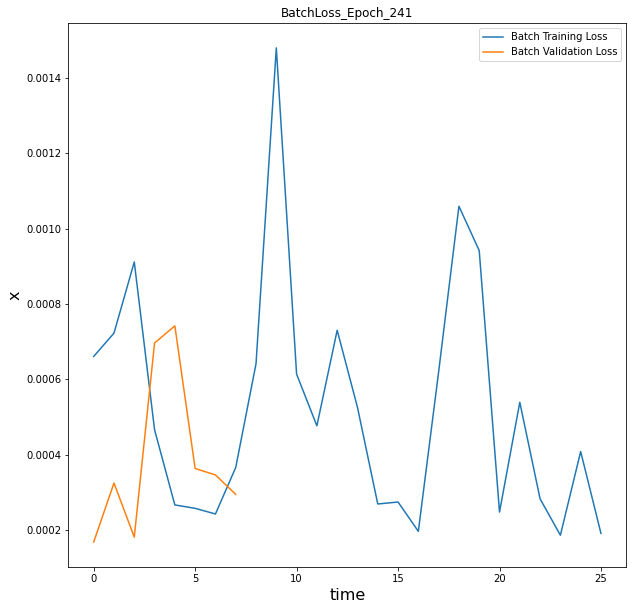 BatchLoss_Epoch_241
Batch Training Loss
Batch Validation Loss
0.0014
0.0012
0.0010
0.0008
0.0006
0.0004
0.0002
x
0 5 10 15 20 25
time